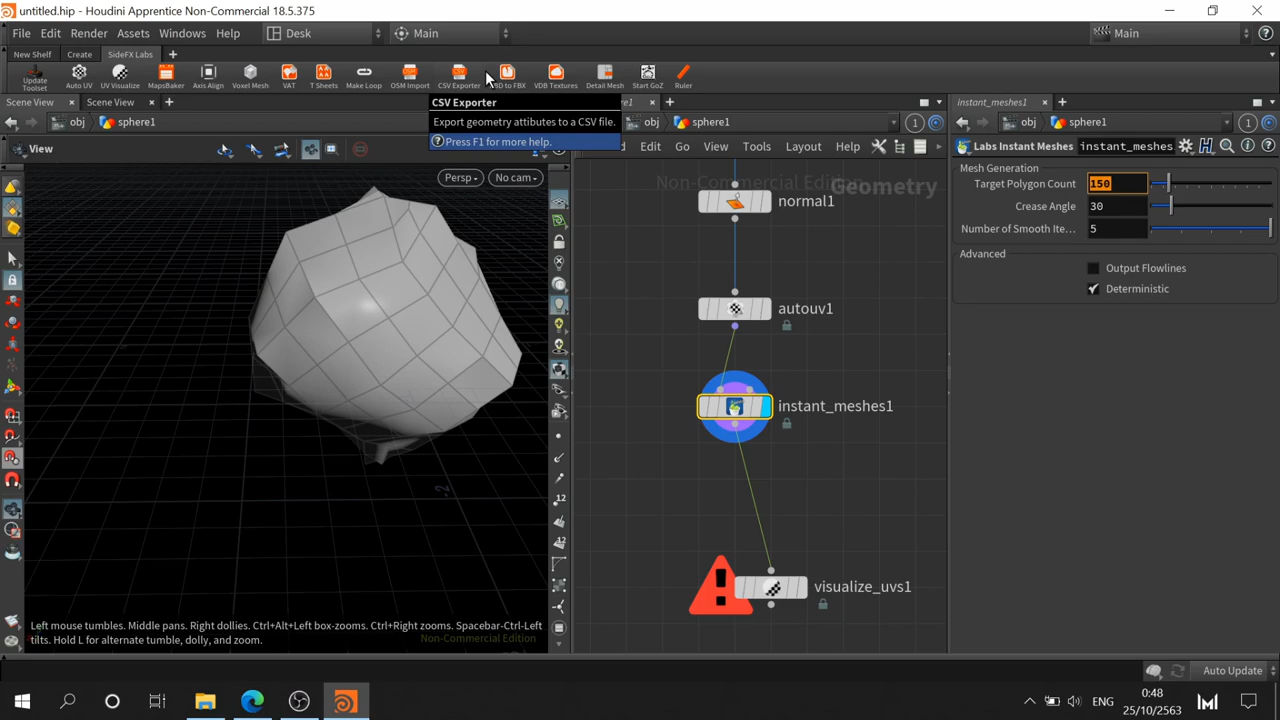 untitled.hip - Houdini Apprentice Non-Commercial 18.5.375
File Edit Render Assets Windows Help Desk Main Main
New Shelf Create SideFX Labs
Update Toolset Auto UV UV Visualize MapsBaker Axis Align Voxel Mesh VAT T Sheets Make Loop OSM Import CSV Exporter to FBX VDB Textures Detail Mesh Start GoZ Ruler
Scene View Scene View
CSV Exporter
Export geometry attibutes to a CSV file.
Press F1 for more help.
obj sphere1
obj sphere1
instant_meshes1
obj sphere1
View
Persp No cam
Edit Go View Tools Layout Help
Non-Commercial Edition
Geometry
normal1
autouv1
instant_meshes1
visualize_uvs1
Labs Instant Meshes instant_meshes
Mesh Generation
Target Polygon Count 150
Crease Angle 30
Number of Smooth Ite... 5
Advanced
Output Flowlines
Deterministic
Left mouse tumbles. Middle pans. Right dollies. Ctrl+Alt+Left box-zooms. Ctrl+Right zooms. Spacebar-Ctrl-Left
tilts. Hold L for alternate tumble, dolly, and zoom.
Non-Commercial Edition
Auto Update
ENG
0:48
25/10/2563